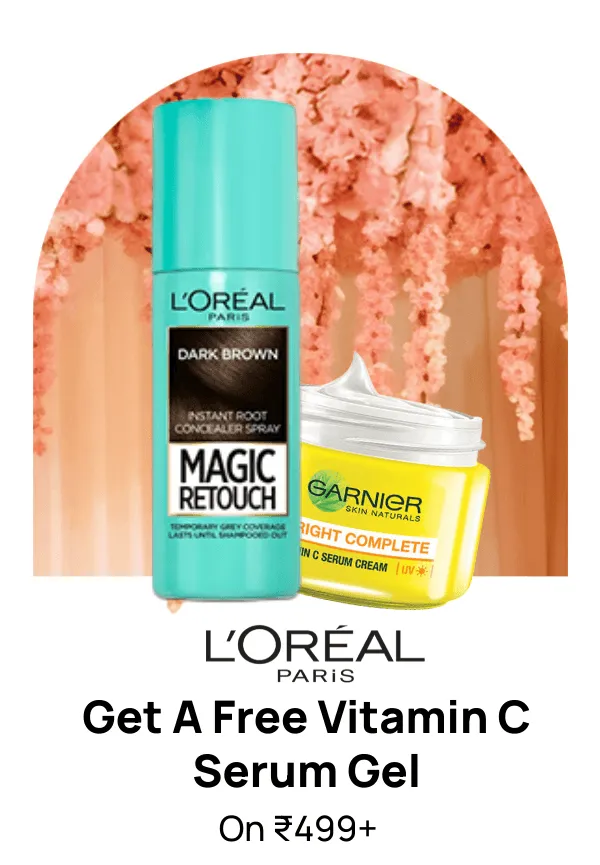 L'ORÉAL
PARIS
DARK BROWN
INSTANT ROOT
CONCEALER SPRAY
MAGIC
RETOUCH
TEMPORARY GREY COVERAGE
LASTS UNTIL SHAMPOOED OUT
GARNIER
SKIN NATURALS
RIGHT COMPLETE
IN C SERUM CREAM
UV
L'ORÉAL
PARIS
Get A Free Vitamin C
Serum Gel
On ₹499+